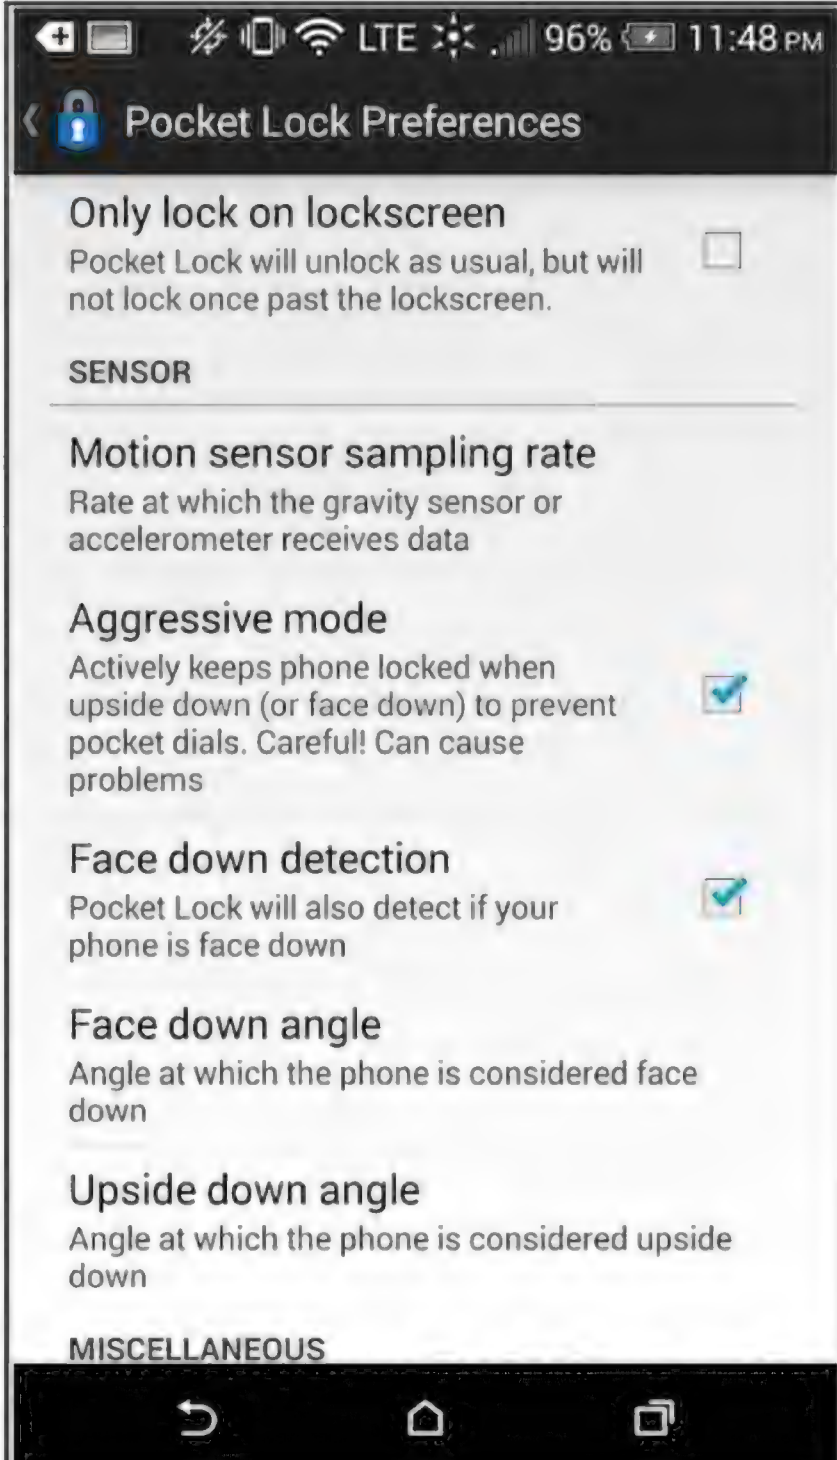 LTE 96% 11:48 PM
Pocket Lock Preferences
Only lock on lockscreen
Pocket Lock will unlock as usual, but will
not lock once past the lockscreen.
SENSOR
Motion sensor sampling rate
Rate at which the gravity sensor or
accelerometer receives data
Aggressive mode
Actively keeps phone locked when
upside down (or face down) to prevent
pocket dials. Careful! Can cause
problems
Face down detection
Pocket Lock will also detect if your
phone is face down
Face down angle
Angle at which the phone is considered face
down
Upside down angle
Angle at which the phone is considered upside
down
MISCELLANEOUS